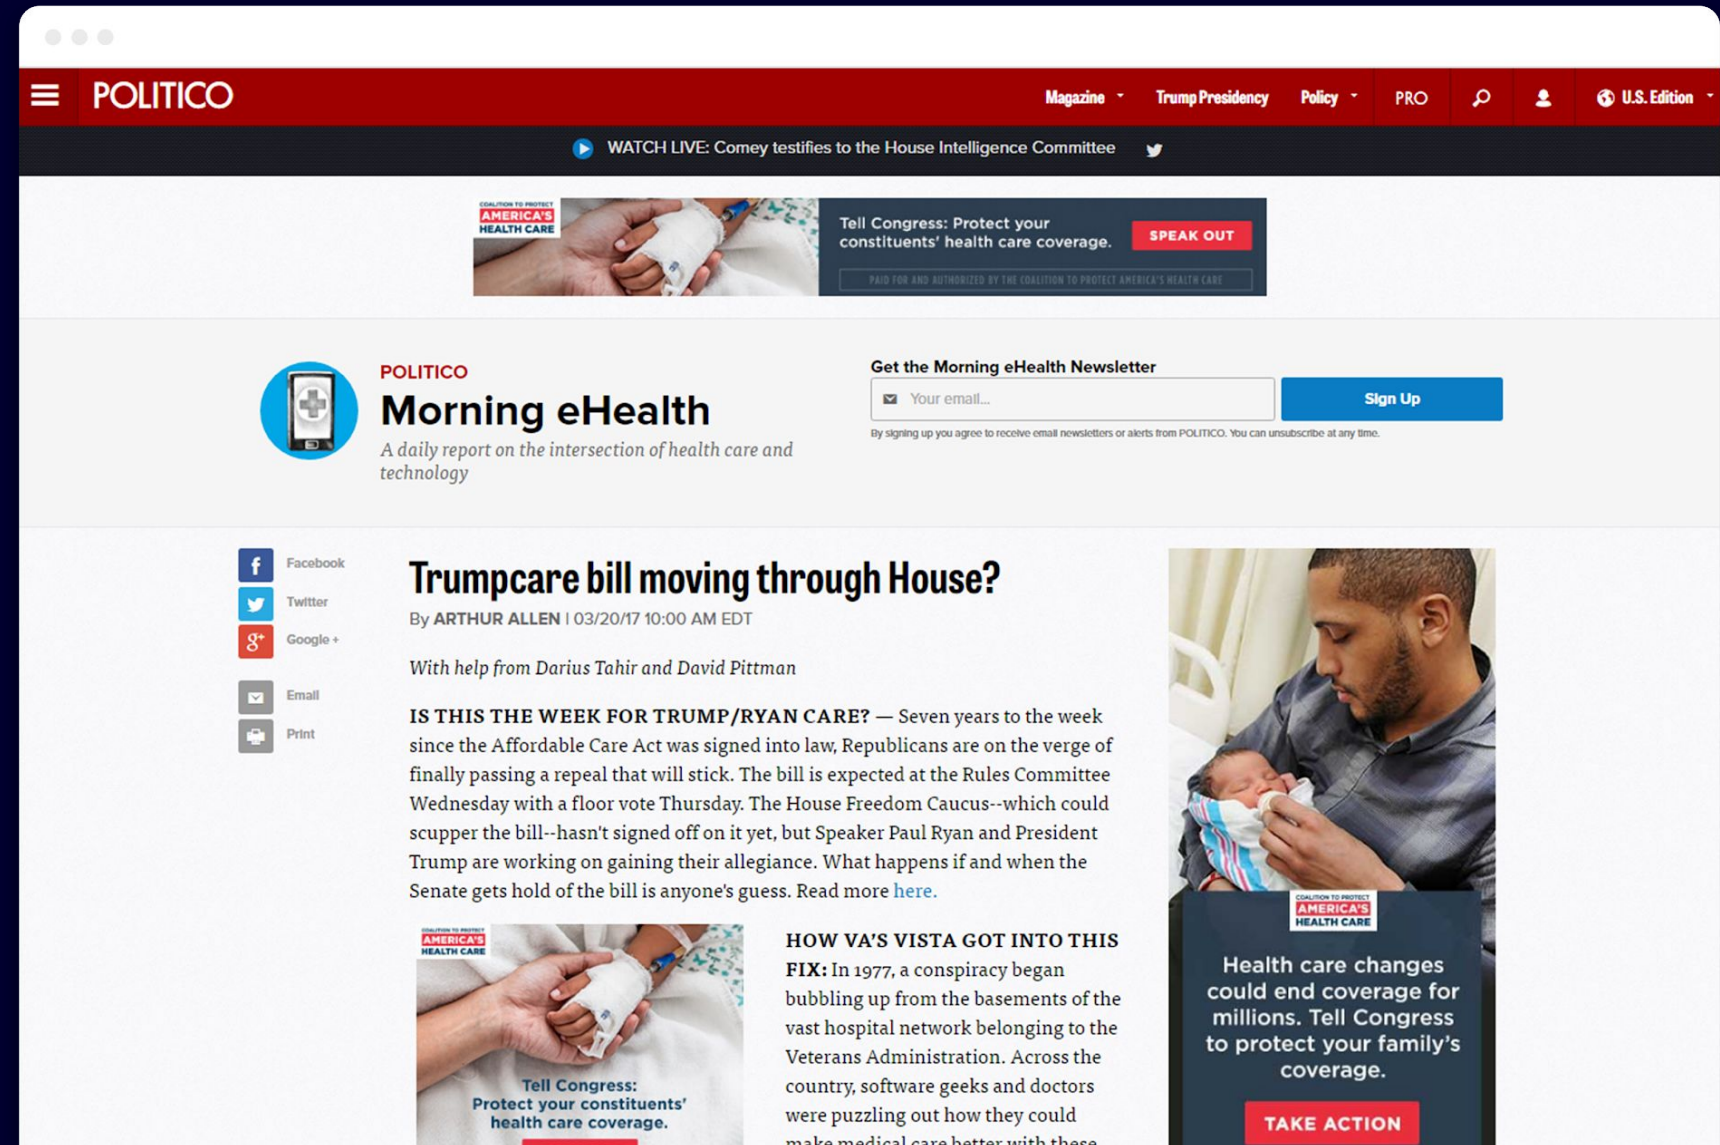 POLITICO
Magazine
Trump Presidency
Policy
PRO
U.S. Edition
WATCH LIVE: Comey testifies to the House Intelligence Committee
COALITION TO PROTECT
AMERICA'S
HEALTH CARE
Tell Congress: Protect your
constituents' health care coverage.
SPEAK OUT
PAID FOR AND AUTHORIZED BY THE COALITION TO PROTECT AMERICA'S HEALTH CARE
POLITICO
Morning eHealth
A daily report on the intersection of health care and
technology
Get the Morning eHealth Newsletter
Your email...
Sign Up
By signing up you agree to receive email newsletters or alerts from POLITICO. You can unsubscribe at any time.
f Facebook
Twitter
g+ Google +
Email
Print
Trumpcare bill moving through House?
By ARTHUR ALLEN | 03/20/17 10:00 AM EDT
With help from Darius Tahir and David Pittman
IS THIS THE WEEK FOR TRUMP/RYAN CARE? — Seven years to the week
since the Affordable Care Act was signed into law, Republicans are on the verge of
finally passing a repeal that will stick. The bill is expected at the Rules Committee
Wednesday with a floor vote Thursday. The House Freedom Caucus--which could
scupper the bill--hasn't signed off on it yet, but Speaker Paul Ryan and President
Trump are working on gaining their allegiance. What happens if and when the
Senate gets hold of the bill is anyone's guess. Read more here.
COALITION TO PROTECT
AMERICA'S
HEALTH CARE
Tell Congress:
Protect your constituents'
health care coverage.
HOW VA'S VISTA GOT INTO THIS
FIX: In 1977, a conspiracy began
bubbling up from the basements of the
vast hospital network belonging to the
Veterans Administration. Across the
country, software geeks and doctors
were puzzling out how they could
make medical care better with these
COALITION TO PROTECT
AMERICA'S
HEALTH CARE
Health care changes
could end coverage for
millions. Tell Congress
to protect your family's
coverage.
TAKE ACTION